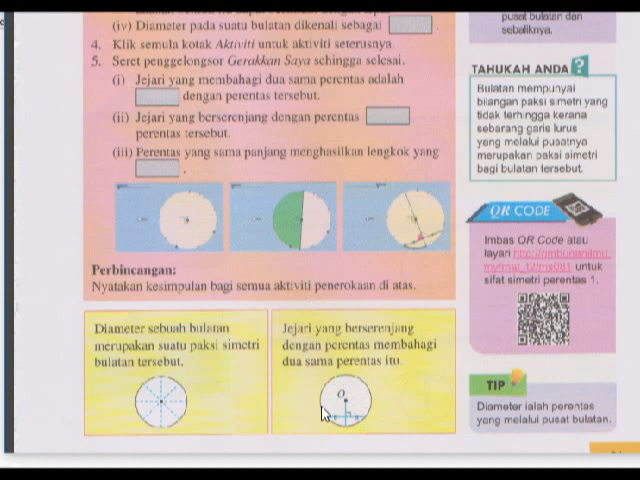 (iv) Diameter pada suatu bulatan dikenali sebagai
4. Klik semula kotak Aktiviti untuk aktiviti seterusnya.
5. Seret penggelongsor Gerakkan Saya sehingga selesai.
(i) Jejari yang membahagi dua sama perentas adalah
dengan perentas tersebut.
(ii) Jejari yang berserenjang dengan perentas
perentas tersebut.
(iii) Perentas yang sama panjang menghasilkan lengkok yang
.
Perbincangan:
Nyatakan kesimpulan bagi semua aktiviti penerokaan di atas.
Diameter sebuah bulatan
merupakan suatu paksi simetri
bulatan tersebut.
Jejari yang berserenjang
dengan perentas membahagi
dua sama perentas itu.
O
pusat bulatan dan
sebaliknya.
TAHUKAH ANDA ?
Bulatan mempunyai
bilangan paksi simetri yang
tidak terhingga kerana
sebarang garis lurus
yang melalui pusatnya
merupakan paksi simetri
bagi bulatan tersebut.
QR CODE
Imbas QR Code atau
layari
untuk
sifat simetri perentas 1.
TIP
Diameter ialah perentas
yang melalui pusat bulatan.